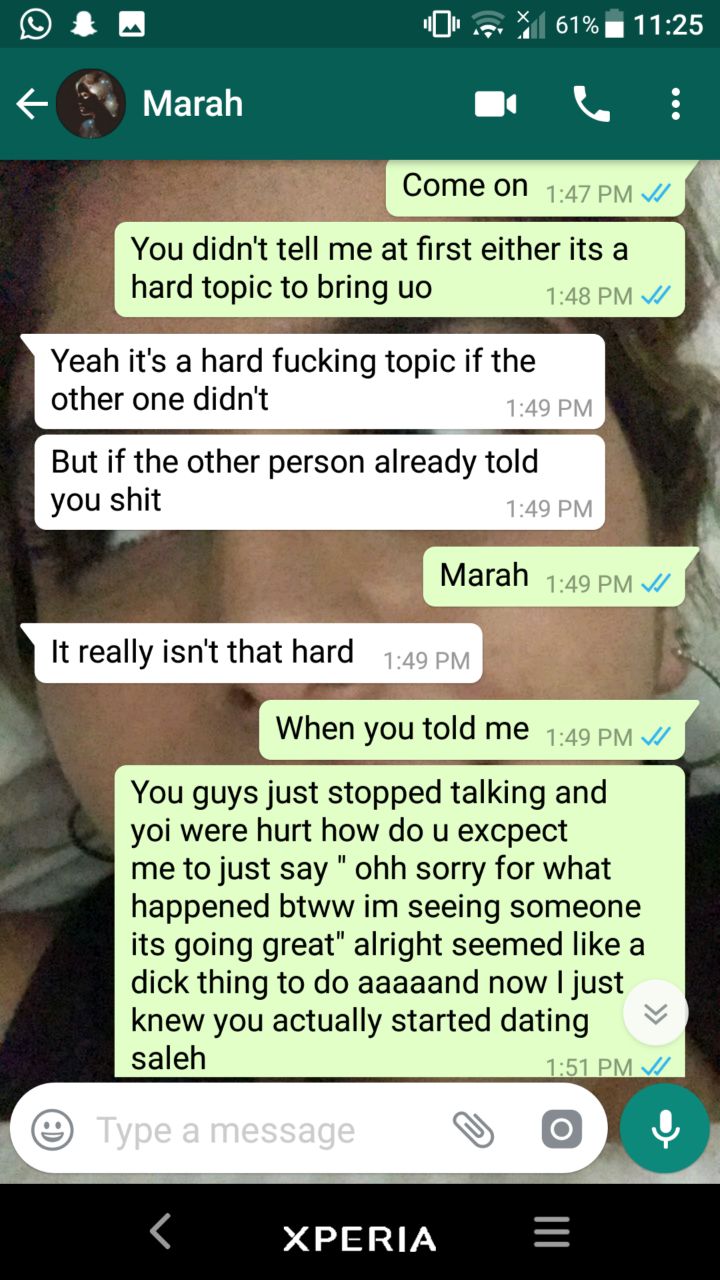 61% 11:25
Marah
Come on 1:47 PM
You didn't tell me at first either its a
hard topic to bring uo 1:48 PM
Yeah it's a hard fucking topic if the
other one didn't 1:49 PM
But if the other person already told
you shit 1:49 PM
Marah 1:49 PM
It really isn't that hard 1:49 PM
When you told me 1:49 PM
You guys just stopped talking and
yoi were hurt how do u excpect
me to just say " ohh sorry for what
happened btww im seeing someone
its going great" alright seemed like a
dick thing to do aaaaand now I just
knew you actually started dating
saleh 1:51 PM
Type a message
XPERIA